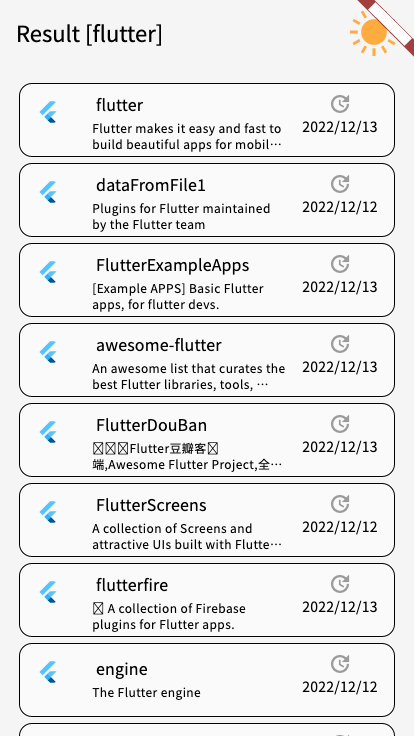 Result [flutter]
flutter
Flutter makes it easy and fast to
build beautiful apps for mobil…
2022/12/13
dataFromFile1
Plugins for Flutter maintained
by the Flutter team
2022/12/12
FlutterExampleApps
[Example APPS] Basic Flutter
apps, for flutter devs.
2022/12/13
awesome-flutter
An awesome list that curates the
best Flutter libraries, tools, …
2022/12/13
FlutterDouBan
Flutter豆瓣客
端,Awesome Flutter Project,全…
2022/12/13
FlutterScreens
A collection of Screens and
attractive UIs built with Flutte…
2022/12/12
flutterfire
A collection of Firebase
plugins for Flutter apps.
2022/12/13
engine
The Flutter engine
2022/12/12